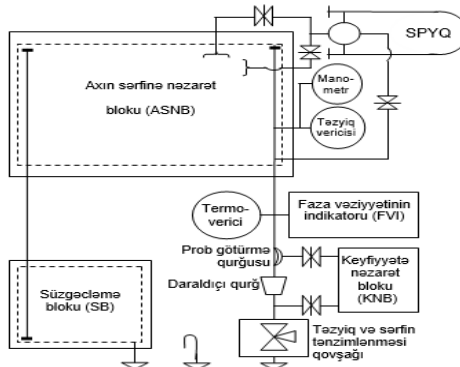 SPYQ
Axın sərfinə nəzarət
bloku (ASNB)
Mano-
metr
Təzyiq
vericisi
Termo-
verici
Faza vəziyyətinin
indikatoru (FVI)
Prob götürmə
qurğusu
Daraldıçı qurğ
Keyfiyyətə
nəzarət
bloku
(KNB)
Süzgəcləmə
bloku (SB)
Təzyiq və sərfin
tənzimlənməsi
qovşağı